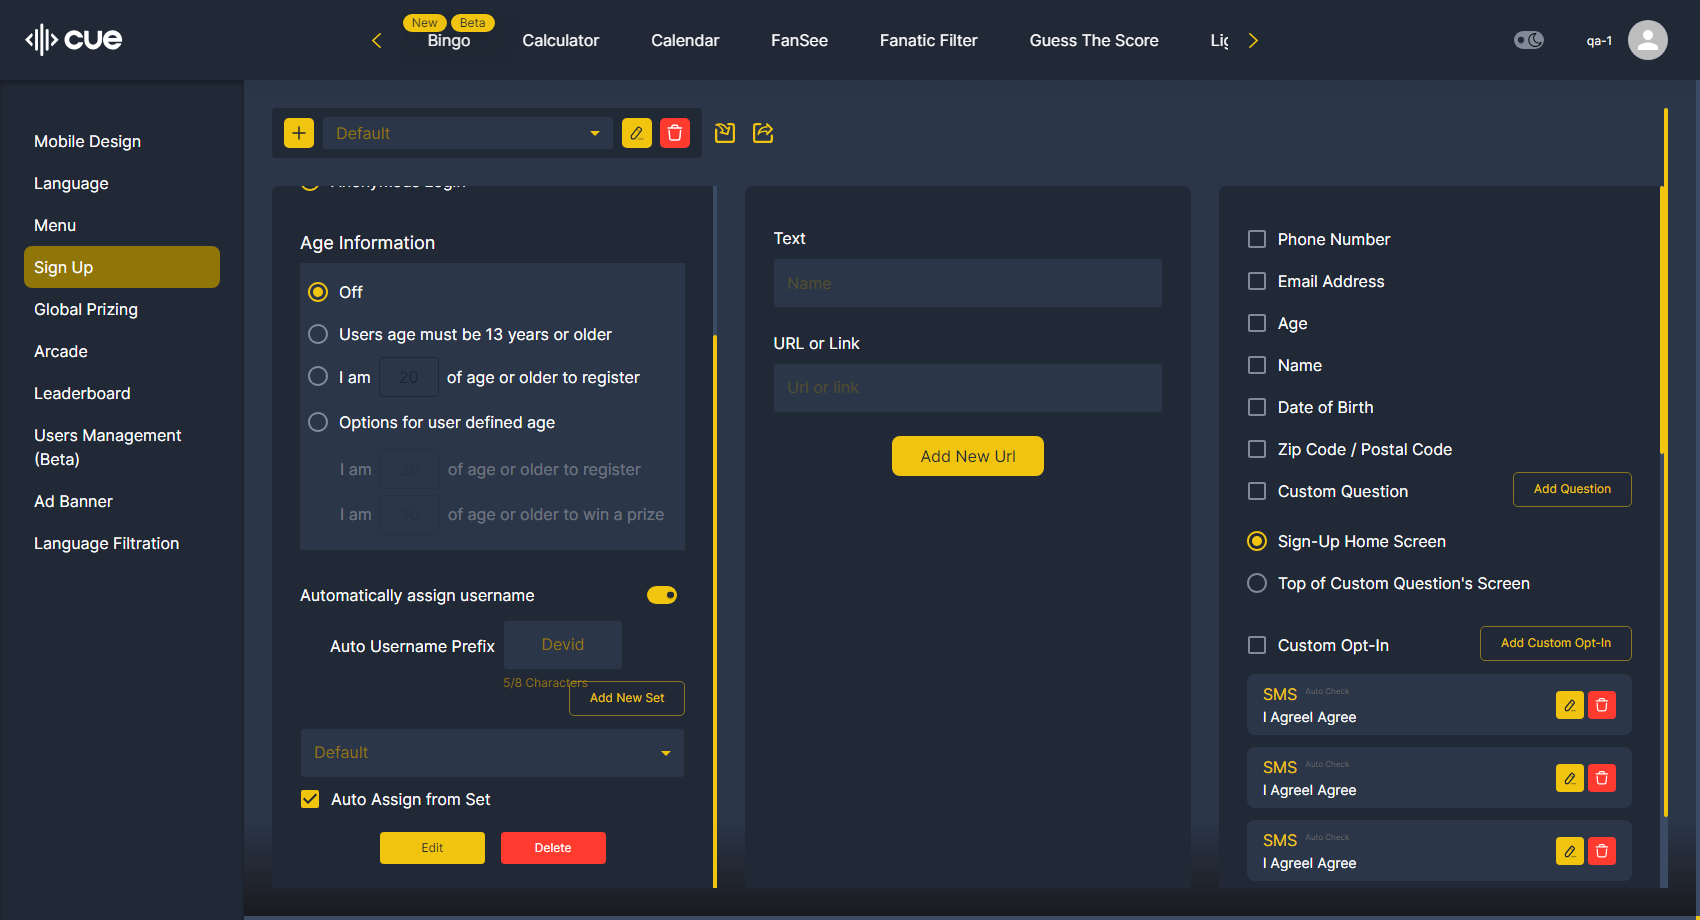 cue
New
Beta
Bingo
Calculator
Calendar
FanSee
Fanatic Filter
Guess The Score
qa-1
Mobile Design
Language
Menu
Sign Up
Global Prizing
Arcade
Leaderboard
Users Management
(Beta)
Ad Banner
Language Filtration
Default
Anonymous Login
Age Information
Off
Users age must be 13 years or older
I am 20 of age or older to register
Options for user defined age
I am 20 of age or older to register
I am 30 of age or older to win a prize
Automatically assign username
Auto Username Prefix Devid
5/8 Characters
Add New Set
Default
Auto Assign from Set
Edit
Delete
Text
Name
URL or Link
Url or link
Add New Url
Phone Number
Email Address
Age
Name
Date of Birth
Zip Code / Postal Code
Custom Question
Add Question
Sign-Up Home Screen
Top of Custom Question's Screen
Custom Opt-In
Add Custom Opt-In
SMS Auto Check
I AgreeI Agree
SMS Auto Check
I AgreeI Agree
SMS Auto Check
I AgreeI Agree